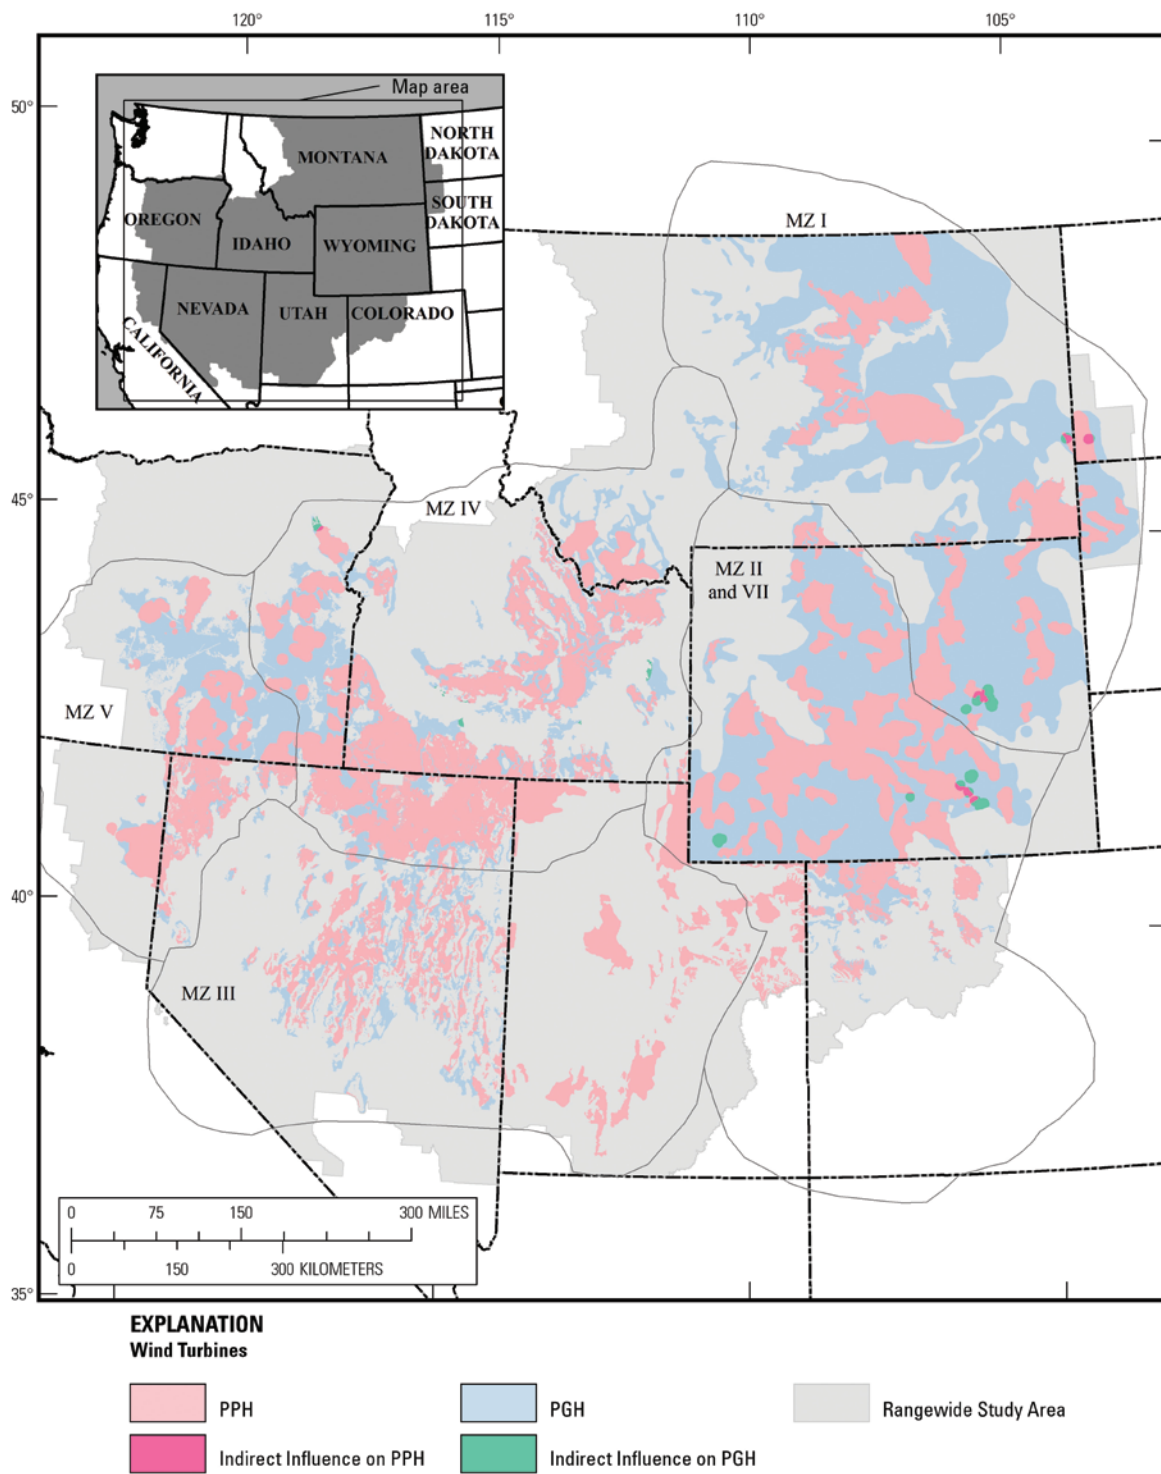 120°
115°
110°
105°
50°
45°
40°
35°
Map area
NORTH
DAKOTA
MONTANA
SOUTH
DAKOTA
OREGON
IDAHO
WYOMING
NEVADA
UTAH
COLORADO
CALIFORNIA
MZ I
MZ IV
MZ II
and VII
MZ V
MZ III
0 75 150 300 MILES
0 150 300 KILOMETERS
EXPLANATION
Wind Turbines
PPH
PGH
Rangewide Study Area
Indirect Influence on PPH
Indirect Influence on PGH